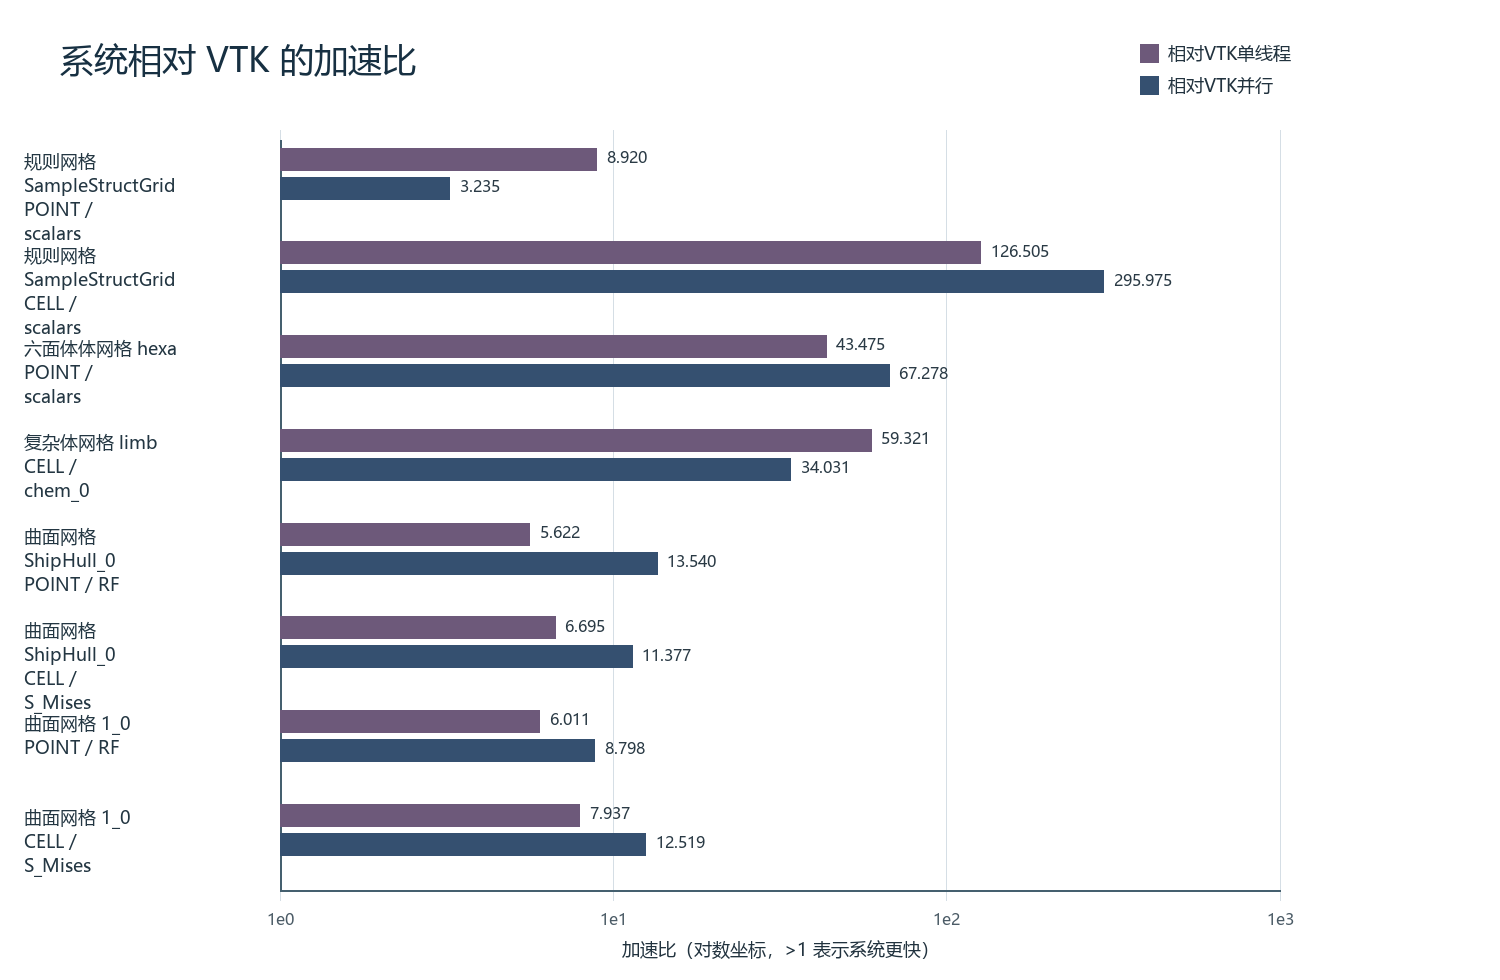 系统相对 VTK 的加速比
相对VTK单线程
相对VTK并行
规则网格
SampleStructGrid
POINT /
scalars
8.920
3.235
规则网格
SampleStructGrid
CELL /
scalars
126.505
295.975
六面体体网格 hexa
POINT /
scalars
43.475
67.278
复杂体网格 limb
CELL /
chem_0
59.321
34.031
曲面网格
ShipHull_0
POINT / RF
5.622
13.540
曲面网格
ShipHull_0
CELL /
S_Mises
6.695
11.377
曲面网格 1_0
POINT / RF
6.011
8.798
曲面网格 1_0
CELL /
S_Mises
7.937
12.519
1e0
1e1
1e2
1e3
加速比（对数坐标，>1 表示系统更快）